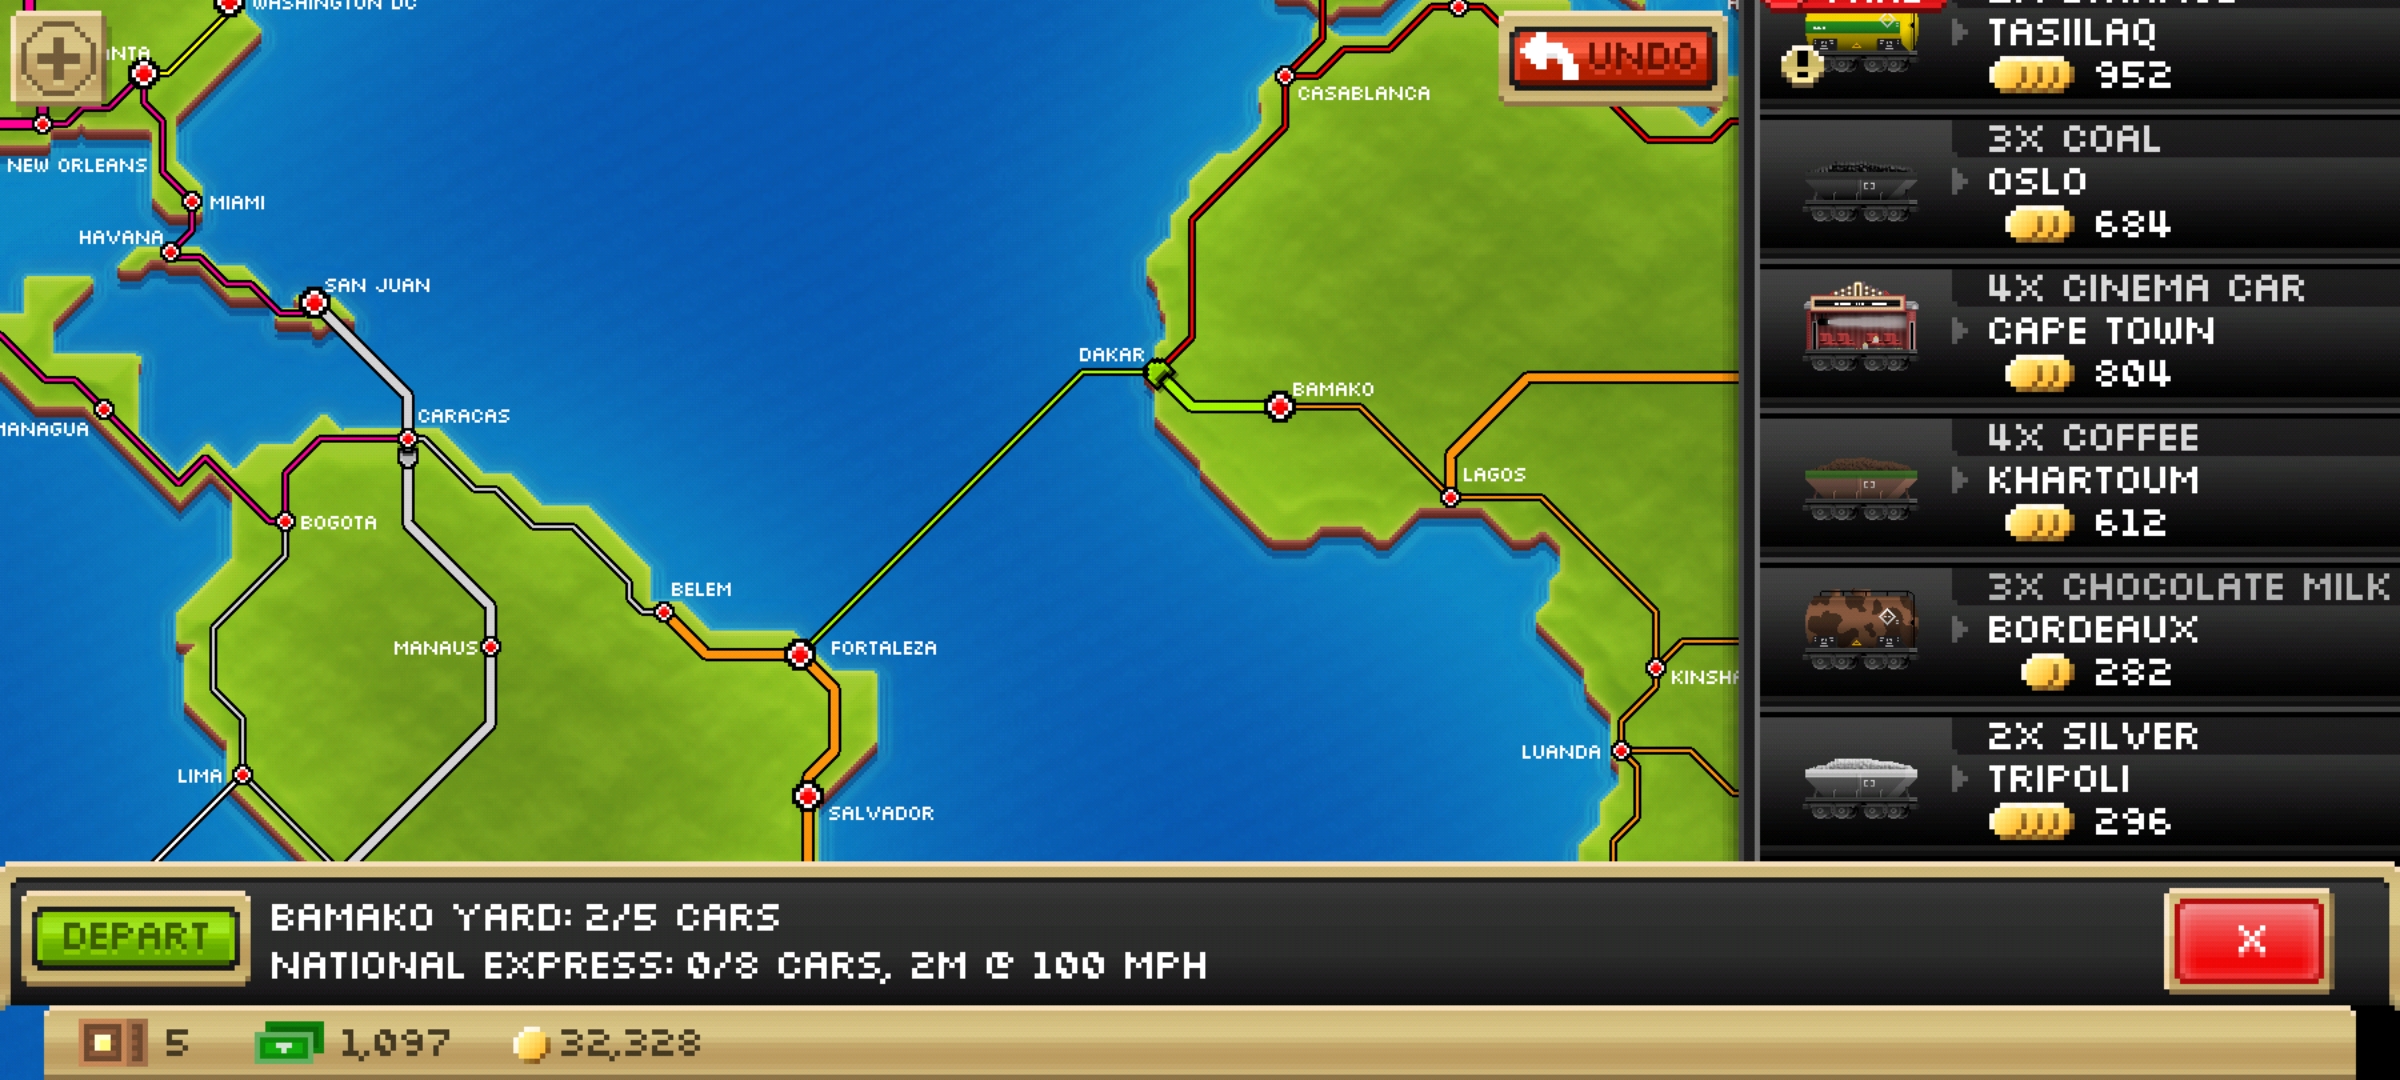 WASHINGTON DC
NTA
NEW ORLEANS
MIAMI
HAVANA
SAN JUAN
CARACAS
MANAGUA
BOGOTA
BELEM
MANAUS
FORTALEZA
LIMA
SALVADOR
CASABLANCA
DAKAR
BAMAKO
LAGOS
KINSHA
LUANDA
UNDO
TASIILAQ
952
3X COAL
OSLO
684
4X CINEMA CAR
CAPE TOWN
804
4X COFFEE
KHARTOUM
612
3X CHOCOLATE MILK
BORDEAUX
282
2X SILVER
TRIPOLI
296
DEPART
BAMAKO YARD: 2/5 CARS
NATIONAL EXPRESS: 0/8 CARS, 2M @ 100 MPH
X
5
1,097
32,328